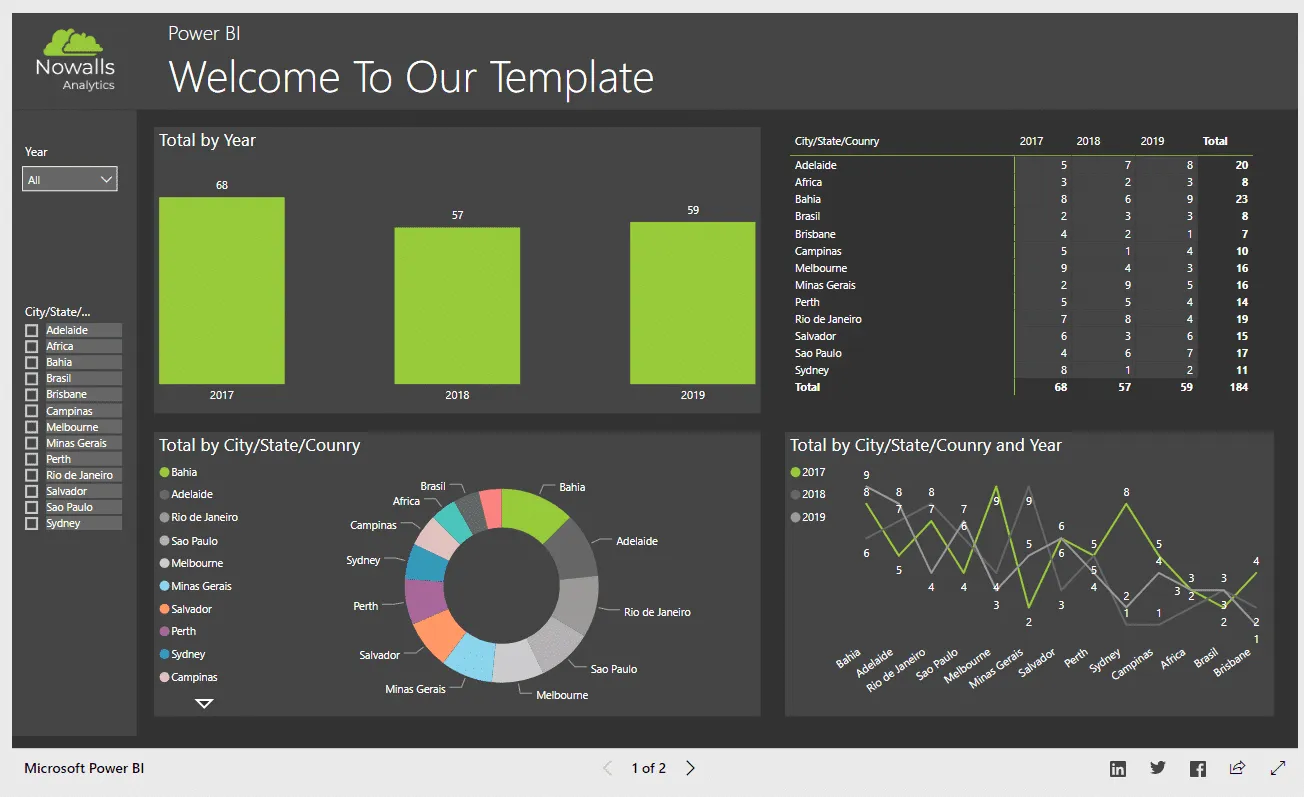 Nowalls
Analytics
Power BI
Welcome To Our Template
Year
All
City/State/...
Adelaide
Africa
Bahia
Brasil
Brisbane
Campinas
Melbourne
Minas Gerais
Perth
Rio de Janeiro
Salvador
Sao Paulo
Sydney
Total by Year
68
57
59
2017
2018
2019
City/State/Counry 2017 2018 2019 Total
Adelaide 5 7 8 20
Africa 3 2 3 8
Bahia 8 6 9 23
Brasil 2 3 3 8
Brisbane 4 2 1 7
Campinas 5 1 4 10
Melbourne 9 4 3 16
Minas Gerais 2 9 5 16
Perth 5 5 4 14
Rio de Janeiro 7 8 4 19
Salvador 6 3 6 15
Sao Paulo 4 6 7 17
Sydney 8 1 2 11
Total 68 57 59 184
Total by City/State/Counry
Bahia
Adelaide
Rio de Janeiro
Sao Paulo
Melbourne
Minas Gerais
Salvador
Perth
Sydney
Campinas
Bahia
Adelaide
Rio de Janeiro
Sao Paulo
Melbourne
Minas Gerais
Salvador
Perth
Sydney
Campinas
Africa
Brasil
Total by City/State/Counry and Year
2017
2018
2019
9
8
6
8
7
5
8
7
4
7
6
4
9
4
3
9
5
2
6
6
3
5
5
4
8
2
1
5
4
1
3
3
2
3
3
2
4
2
1
Bahia
Adelaide
Rio de Janeiro
Sao Paulo
Melbourne
Minas Gerais
Salvador
Perth
Sydney
Campinas
Africa
Brasil
Brisbane
Microsoft Power BI
1 of 2